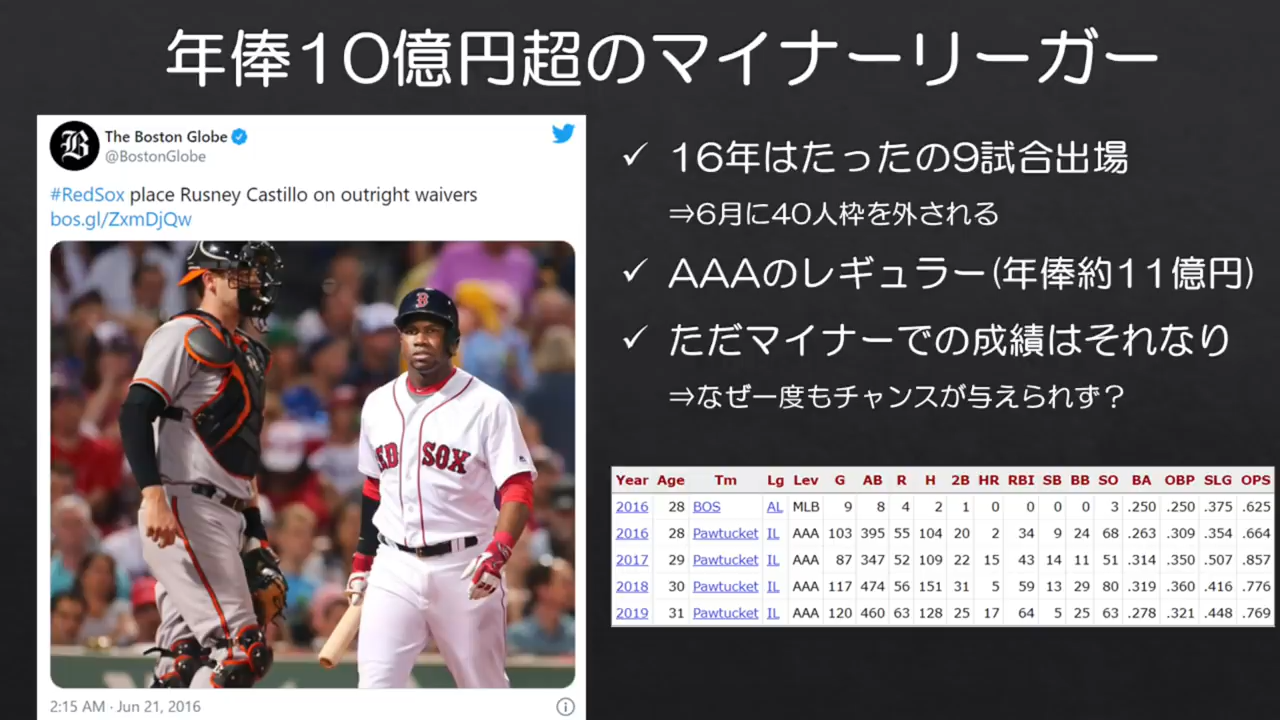 年俸10億円超のマイナーリーガー
The Boston Globe
@BostonGlobe
#RedSox place Rusney Castillo on outright waivers
bos.gl/ZxmDjQw
B
RED SOX
2:15 AM · Jun 21, 2016
✓ 16年はたったの9試合出場
⇒6月に40人枠を外される
✓ AAAのレギュラー(年俸約11億円)
✓ ただマイナーでの成績はそれなり
⇒なぜ一度もチャンスが与えられず？
Year Age Tm Lg Lev G AB R H 2B HR RBI SB BB SO BA OBP SLG OPS
2016 28 BOS AL MLB 9 8 4 2 1 0 0 0 0 3 .250 .250 .375 .625
2016 28 Pawtucket IL AAA 103 395 55 104 20 2 34 9 24 68 .263 .309 .354 .664
2017 29 Pawtucket IL AAA 87 347 52 109 22 15 43 14 11 51 .314 .350 .507 .857
2018 30 Pawtucket IL AAA 117 474 56 151 31 5 59 13 29 80 .319 .360 .416 .776
2019 31 Pawtucket IL AAA 120 460 63 128 25 17 64 5 25 63 .278 .321 .448 .769